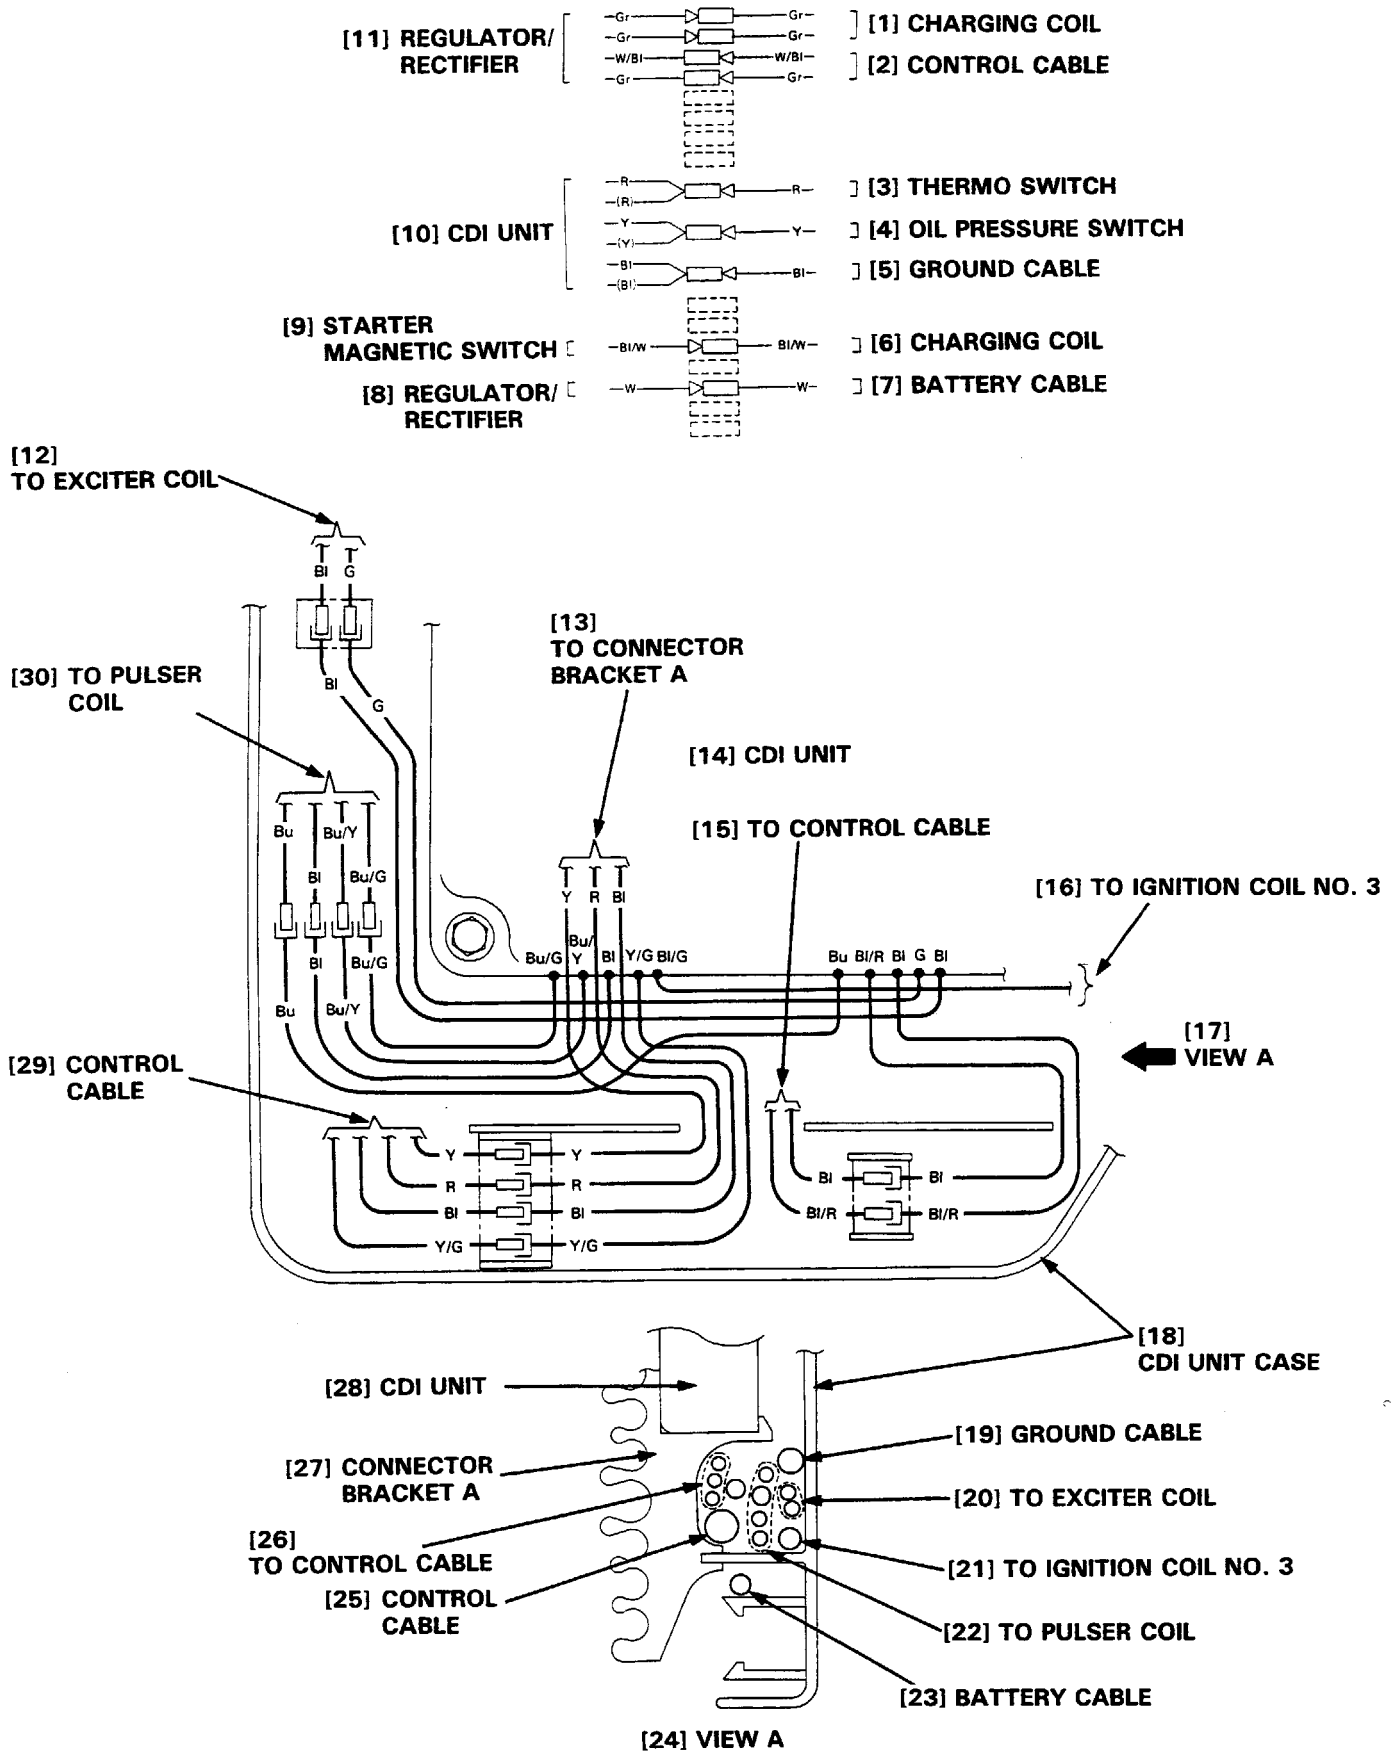 [11] REGULATOR/
RECTIFIER
Gr Gr
Gr Gr
W/Bl W/Bl
Gr Gr
[1] CHARGING COIL
[2] CONTROL CABLE
[10] CDI UNIT
R R
(R)
Y Y
(Y)
Bl Bl
(Bl)
[3] THERMO SWITCH
[4] OIL PRESSURE SWITCH
[5] GROUND CABLE
[9] STARTER
MAGNETIC SWITCH
Bl/W Bl/W
[6] CHARGING COIL
[8] REGULATOR/
RECTIFIER
W W
[7] BATTERY CABLE
[12]
TO EXCITER COIL
Bl G
Bl
G
[13]
TO CONNECTOR
BRACKET A
[30] TO PULSER
COIL
[14] CDI UNIT
[15] TO CONTROL CABLE
[16] TO IGNITION COIL NO. 3
Bu Bu/Y
Bl Bu/G
Y R Bl
Bu/G Bu/
Y Bl Y/G Bl/G
Bu Bl/R Bl G Bl
Bl Bu/G
Bu Bu/Y
[17]
VIEW A
[29] CONTROL
CABLE
Y Y
R R
Bl Bl
Y/G Y/G
Bl Bl
Bl/R Bl/R
[18]
CDI UNIT CASE
[28] CDI UNIT
[19] GROUND CABLE
[27] CONNECTOR
BRACKET A
[20] TO EXCITER COIL
[26]
TO CONTROL CABLE
[21] TO IGNITION COIL NO. 3
[25] CONTROL
CABLE
[22] TO PULSER COIL
[23] BATTERY CABLE
[24] VIEW A